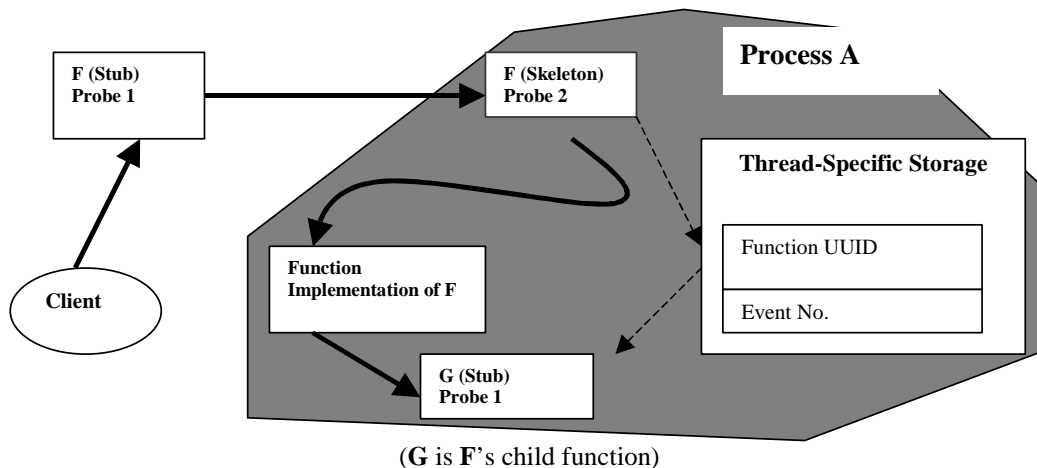 F (Stub)
Probe 1
F (Skeleton)
Probe 2
Process A
Thread-Specific Storage
Function UUID
Event No.
Function
Implementation of F
Client
G (Stub)
Probe 1
(G is F's child function)